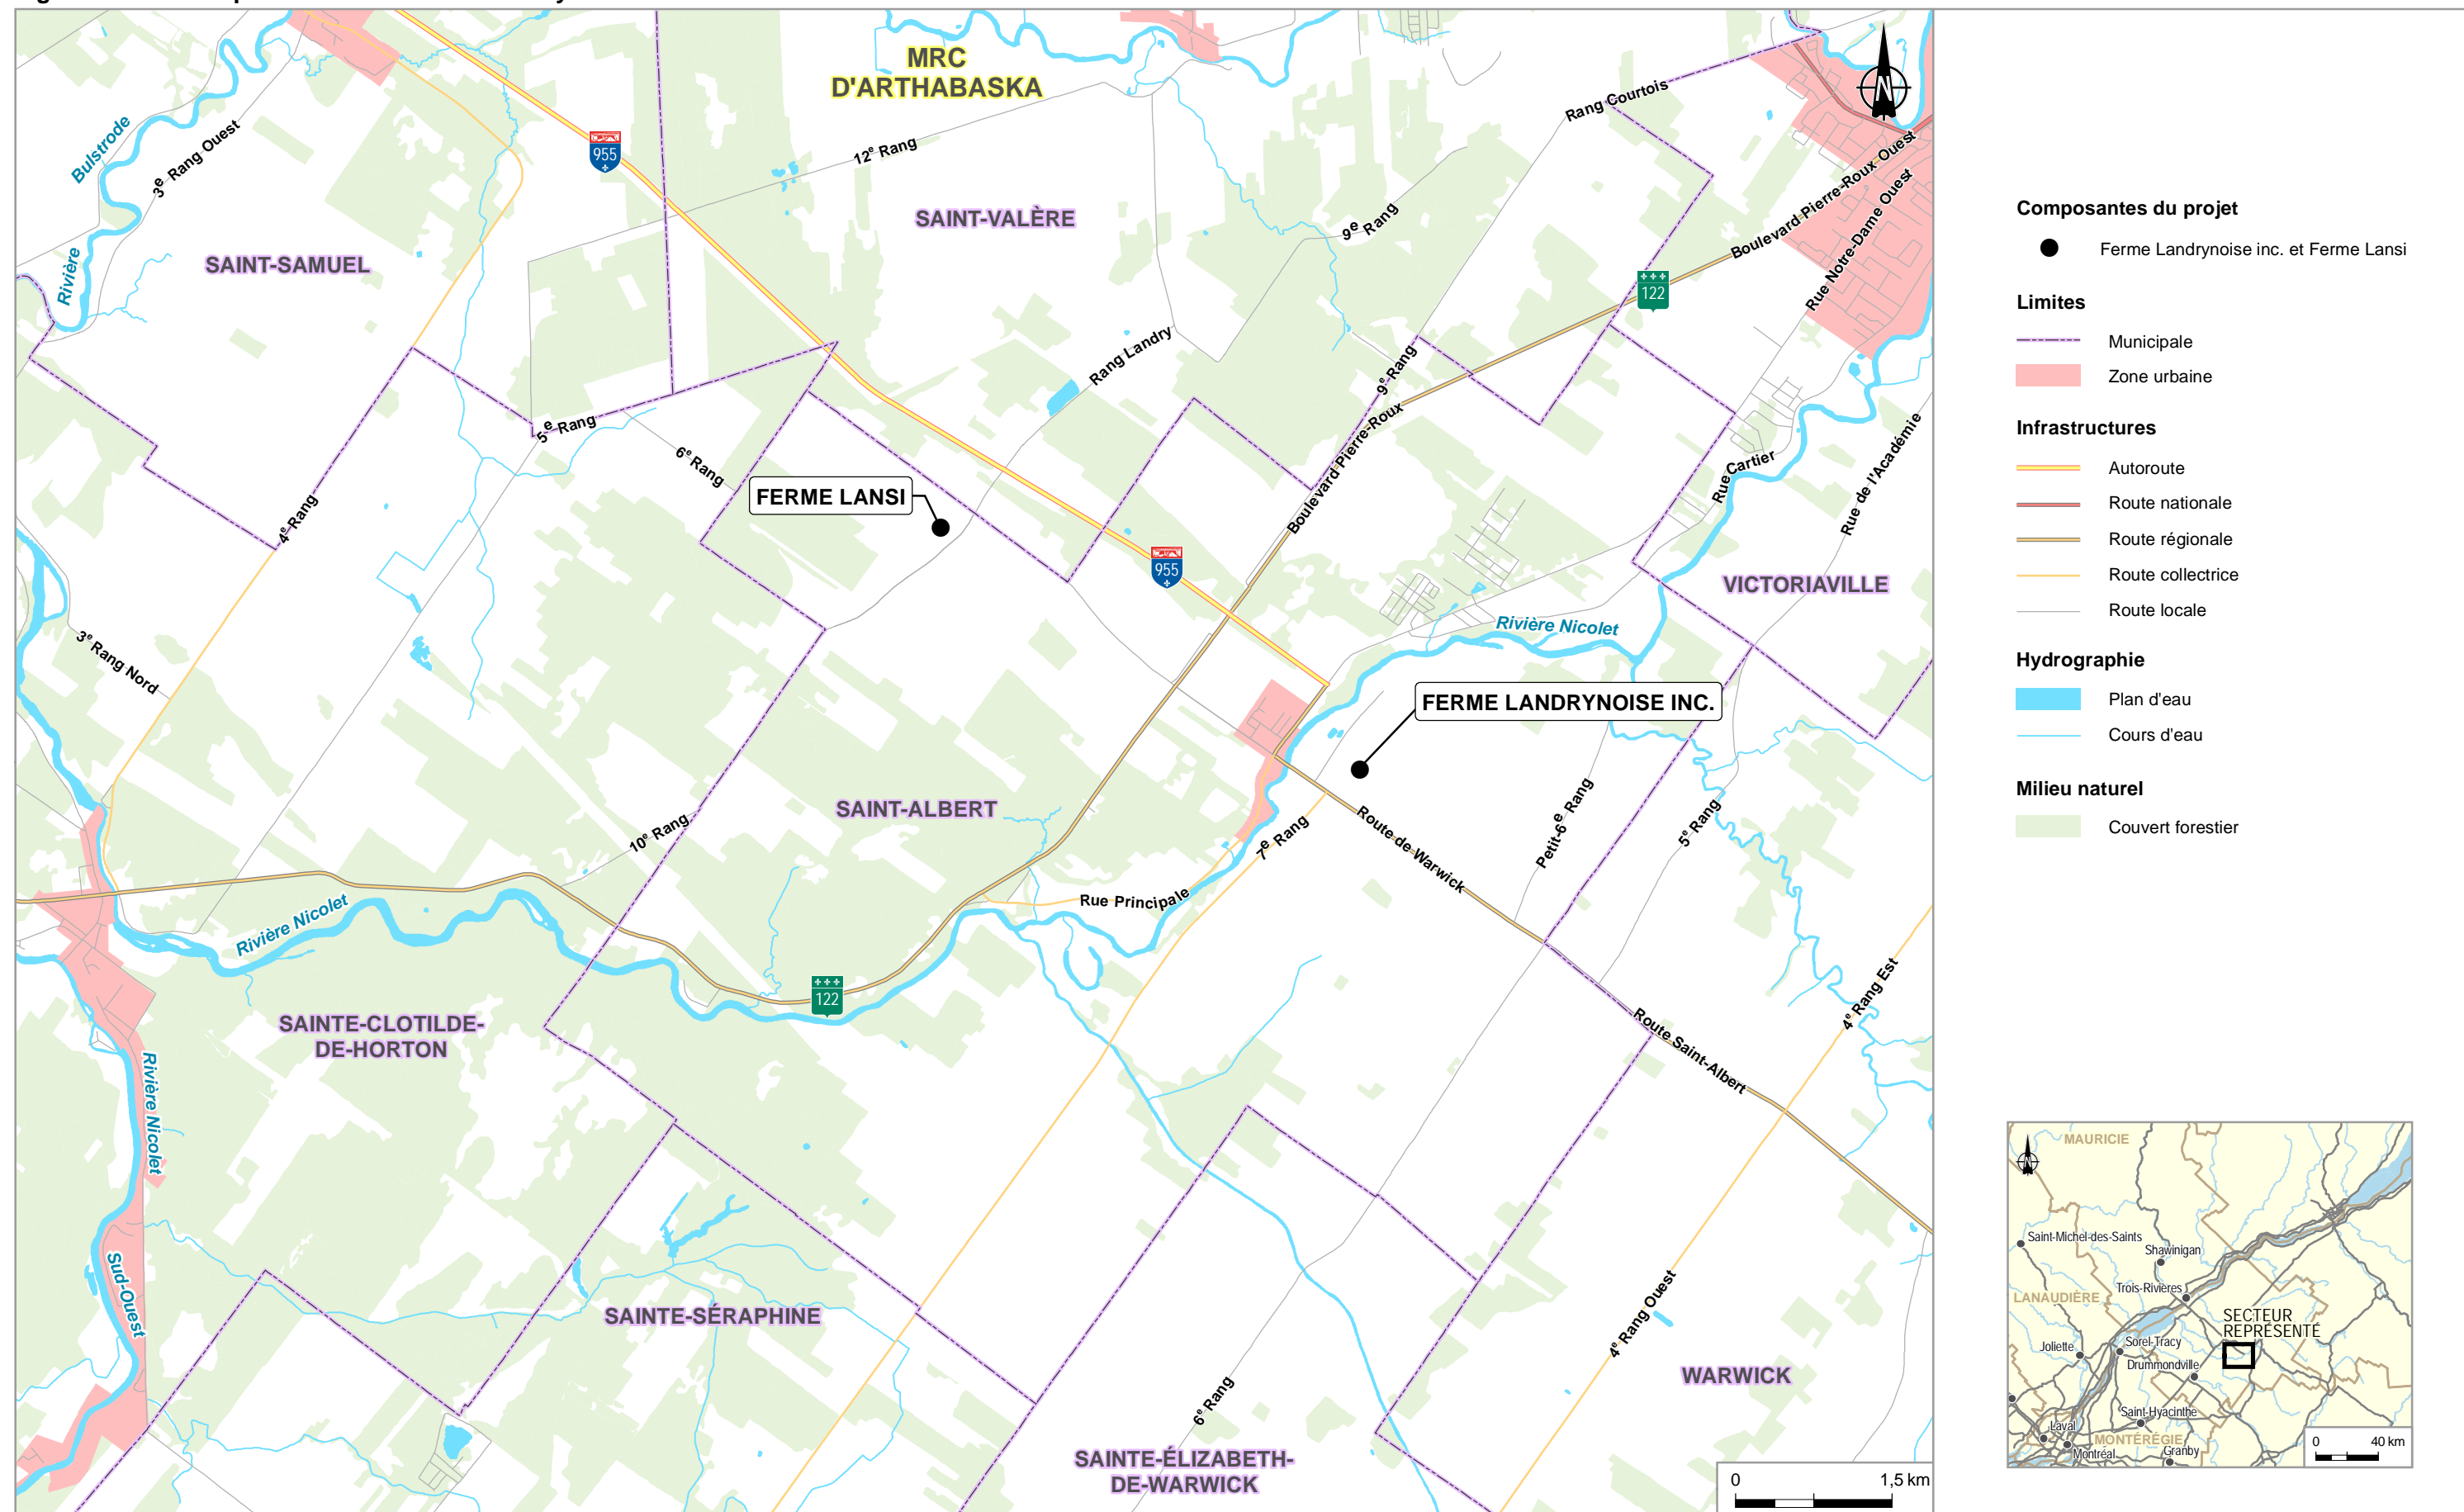 MRC
D'ARTHABASKA
Rang Courtois
955
12e Rang
Bulstrode
3e Rang Ouest
Boulevard Pierre-Roux Ouest
Rue Notre-Dame Ouest
SAINT-VALÈRE
9e Rang
SAINT-SAMUEL
Rivière
122
Rang Landry
9e Rang
5e Rang
6e Rang
Boulevard Pierre-Roux
Rue Cartier
Rue de l'Académie
FERME LANSI
4e Rang
955
VICTORIAVILLE
Rivière Nicolet
3e Rang Nord
FERME LANDRYNOISE INC.
SAINT-ALBERT
10e Rang
7e Rang
Route de Warwick
Petit-6e Rang
5e Rang
Rue Principale
Rivière Nicolet
122
4e Rang Est
SAINTE-CLOTILDE-
DE-HORTON
Route Saint-Albert
Rivière Nicolet
Sud-Ouest
SAINTE-SÉRAPHINE
4e Rang Ouest
WARWICK
6e Rang
SAINTE-ÉLIZABETH-
DE-WARWICK
0 1,5 km
N
Composantes du projet
Ferme Landrynoise inc. et Ferme Lansi
Limites
Municipale
Zone urbaine
Infrastructures
Autoroute
Route nationale
Route régionale
Route collectrice
Route locale
Hydrographie
Plan d'eau
Cours d'eau
Milieu naturel
Couvert forestier
MAURICIE
N
Saint-Michel-des-Saints
Shawinigan
Trois-Rivières
LANAUDIÈRE
SECTEUR
REPRÉSENTÉ
Joliette
Sorel-Tracy
Drummondville
Saint-Hyacinthe
Laval
MONTÉRÉGIE
Montréal
Granby
0 40 km